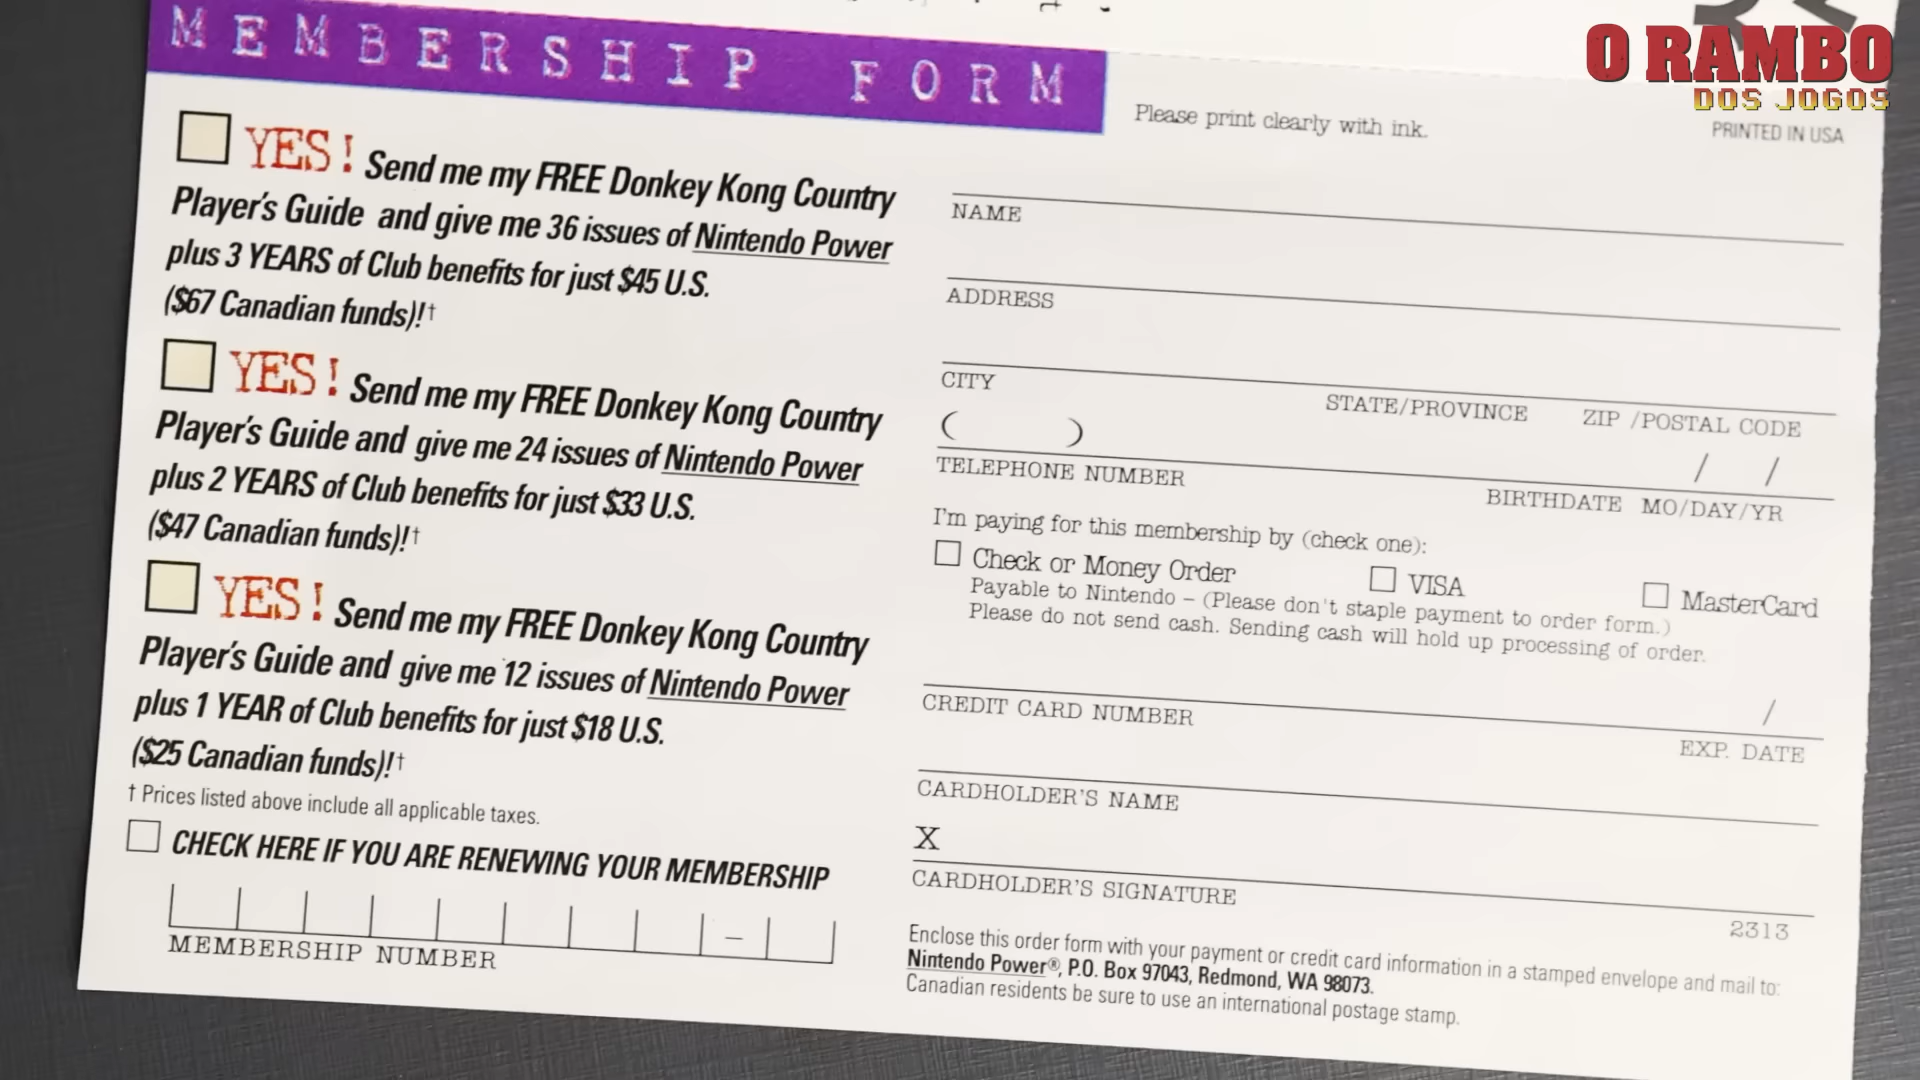 MEMBERSHIP FORM
YES! Send me my FREE Donkey Kong Country
Player's Guide and give me 36 issues of Nintendo Power
plus 3 YEARS of Club benefits for just $45 U.S.
($67 Canadian funds)!†
YES! Send me my FREE Donkey Kong Country
Player's Guide and give me 24 issues of Nintendo Power
plus 2 YEARS of Club benefits for just $33 U.S.
($47 Canadian funds)!†
YES! Send me my FREE Donkey Kong Country
Player's Guide and give me 12 issues of Nintendo Power
plus 1 YEAR of Club benefits for just $18 U.S.
($25 Canadian funds)!†
† Prices listed above include all applicable taxes.
CHECK HERE IF YOU ARE RENEWING YOUR MEMBERSHIP
–
MEMBERSHIP NUMBER
O RAMBO
DOS JOGOS
Please print clearly with ink.
PRINTED IN USA
NAME
ADDRESS
CITY STATE/PROVINCE ZIP /POSTAL CODE
( ) / /
TELEPHONE NUMBER BIRTHDATE MO/DAY/YR
I'm paying for this membership by (check one):
Check or Money Order VISA MasterCard
Payable to Nintendo – (Please don't staple payment to order form.)
Please do not send cash. Sending cash will hold up processing of order.
/
CREDIT CARD NUMBER EXP. DATE
CARDHOLDER'S NAME
X
CARDHOLDER'S SIGNATURE
2313
Enclose this order form with your payment or credit card information in a stamped envelope and mail to:
Nintendo Power®, P.O. Box 97043, Redmond, WA 98073.
Canadian residents be sure to use an international postage stamp.